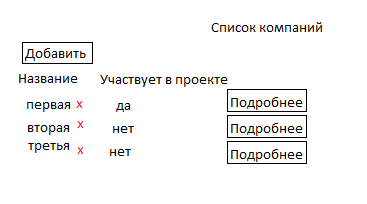 Список компаний
Добавить
Название Участвует в проекте
первая x да Подробнее
вторая x нет Подробнее
третья x нет Подробнее